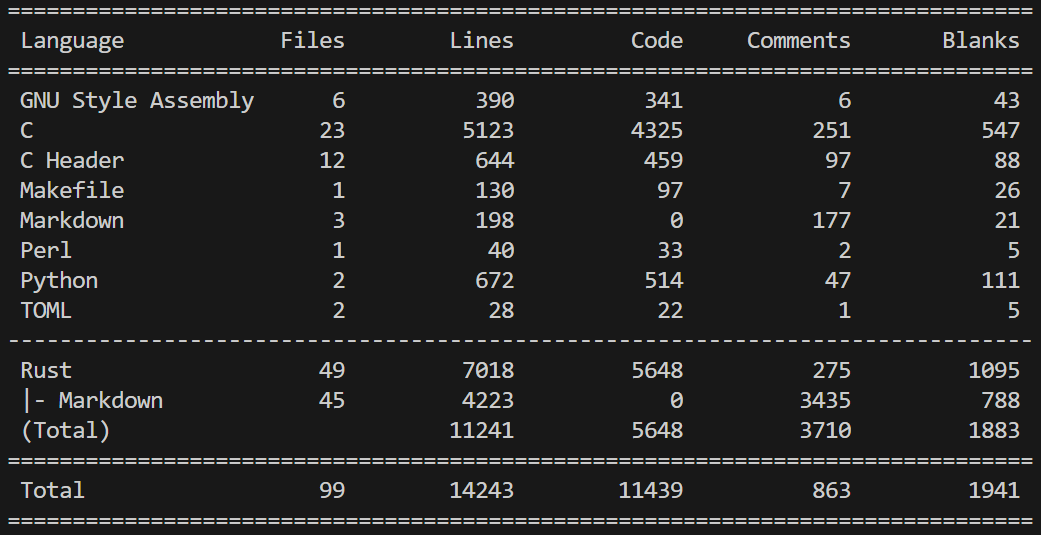 ===============================================================================
 Language            Files        Lines         Code     Comments       Blanks
===============================================================================
 GNU Style Assembly      6          390          341            6           43
 C                      23         5123         4325          251          547
 C Header               12          644          459           97           88
 Makefile                1          130           97            7           26
 Markdown                3          198            0          177           21
 Perl                    1           40           33            2            5
 Python                  2          672          514           47          111
 TOML                    2           28           22            1            5
-------------------------------------------------------------------------------
 Rust                   49         7018         5648          275         1095
 |- Markdown            45         4223            0         3435          788
 (Total)                          11241         5648         3710         1883
===============================================================================
 Total                  99        14243        11439          863         1941
===============================================================================